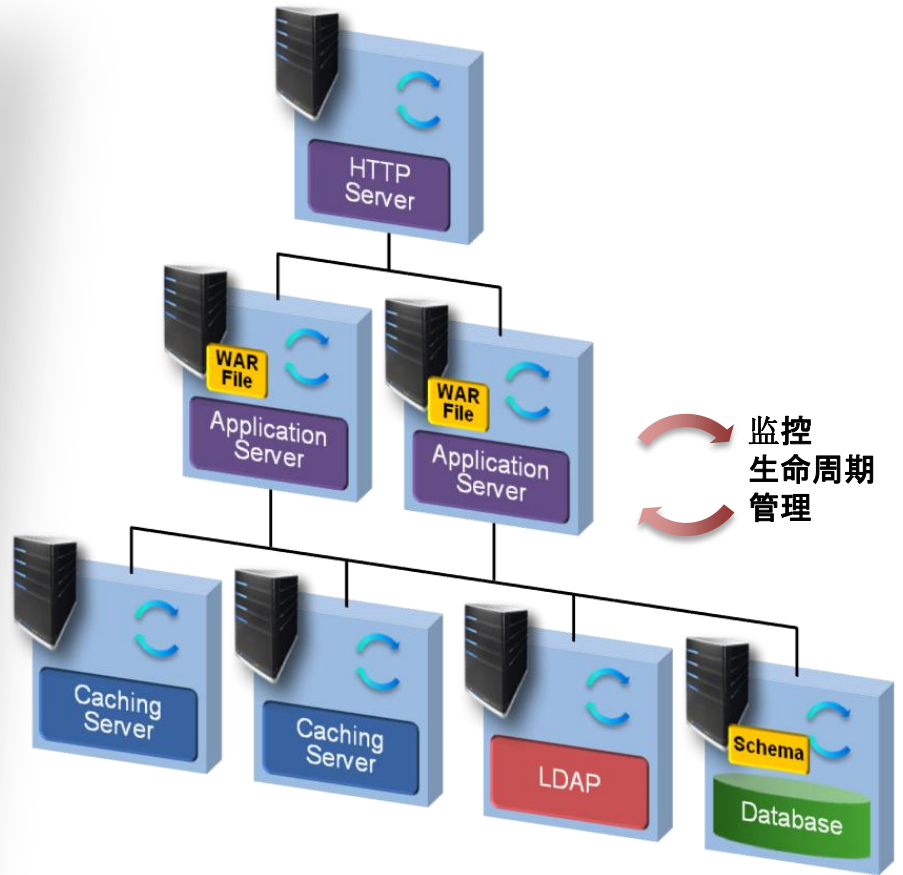 HTTP
Server
WAR
File
Application
Server
WAR
File
Application
Server
监控
生命周期
管理
Caching
Server
Caching
Server
LDAP
Schema
Database